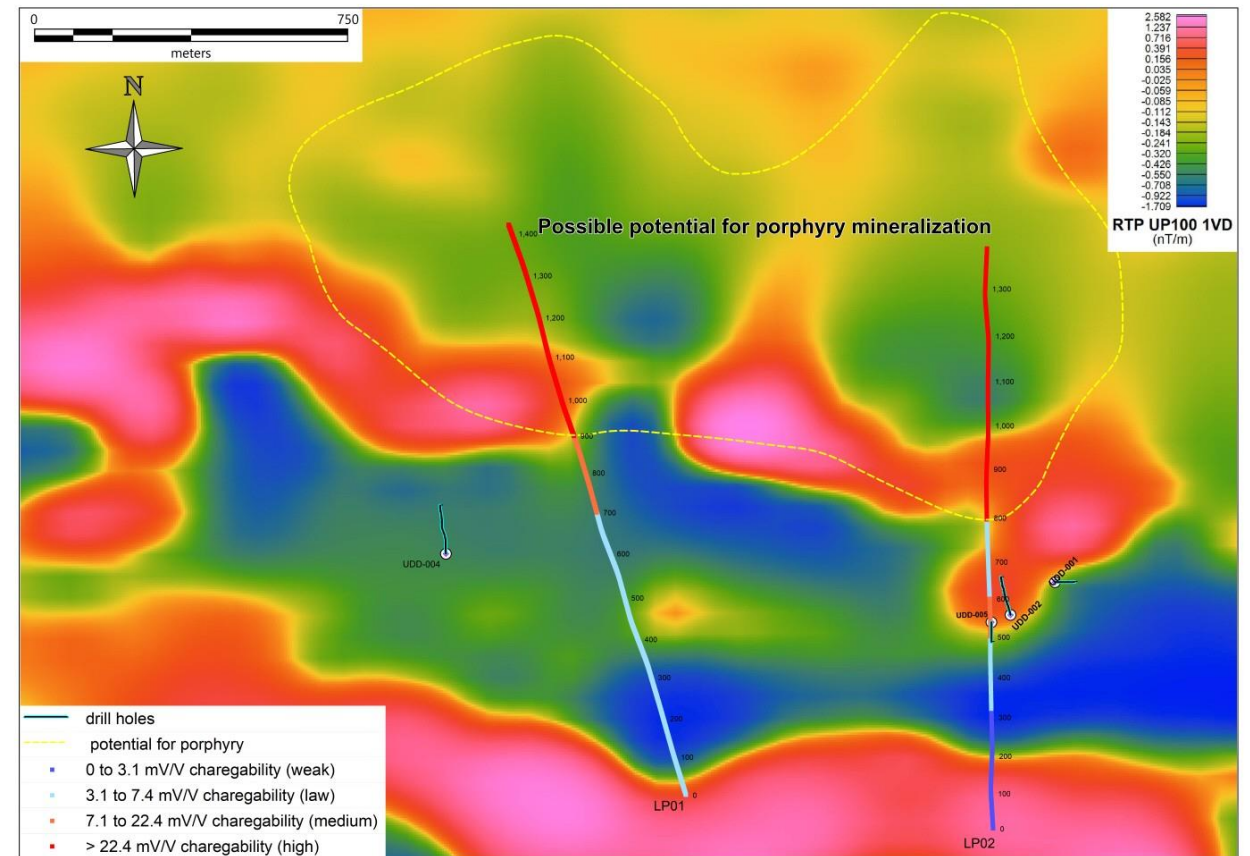 0 750
meters
N
2.582
1.237
0.716
0.391
0.156
0.035
-0.025
-0.059
-0.085
-0.112
-0.143
-0.184
-0.241
-0.320
-0.426
-0.550
-0.708
-0.922
-1.709
RTP UP100 1VD
(nT/m)
Possible potential for porphyry mineralization
1,400
1,300
1,200
1,100
1,000
900
800
700
600
500
400
300
200
100
0
LP01
1,300
1,200
1,100
1,000
900
800
700
600
500
400
300
200
100
0
LP02
UDD-004
UDD-001
UDD-002
UDD-005
drill holes
potential for porphyry
0 to 3.1 mV/V charegability (weak)
3.1 to 7.4 mV/V charegability (law)
7.1 to 22.4 mV/V charegability (medium)
> 22.4 mV/V charegability (high)